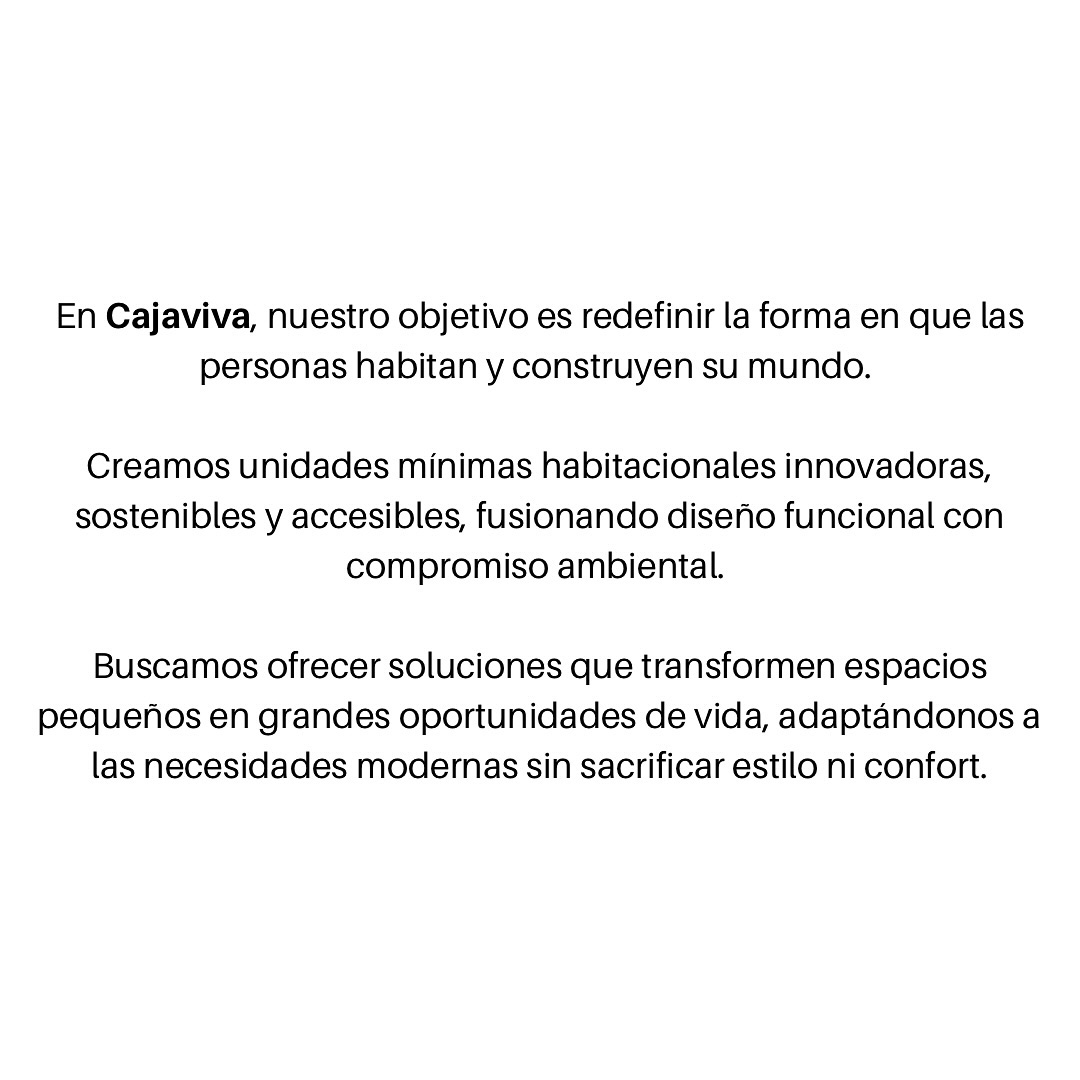 En Cajaviva, nuestro objetivo es redefinir la forma en que las
personas habitan y construyen su mundo.
Creamos unidades mínimas habitacionales innovadoras,
sostenibles y accesibles, fusionando diseño funcional con
compromiso ambiental.
Buscamos ofrecer soluciones que transformen espacios
pequeños en grandes oportunidades de vida, adaptándonos a
las necesidades modernas sin sacrificar estilo ni confort.